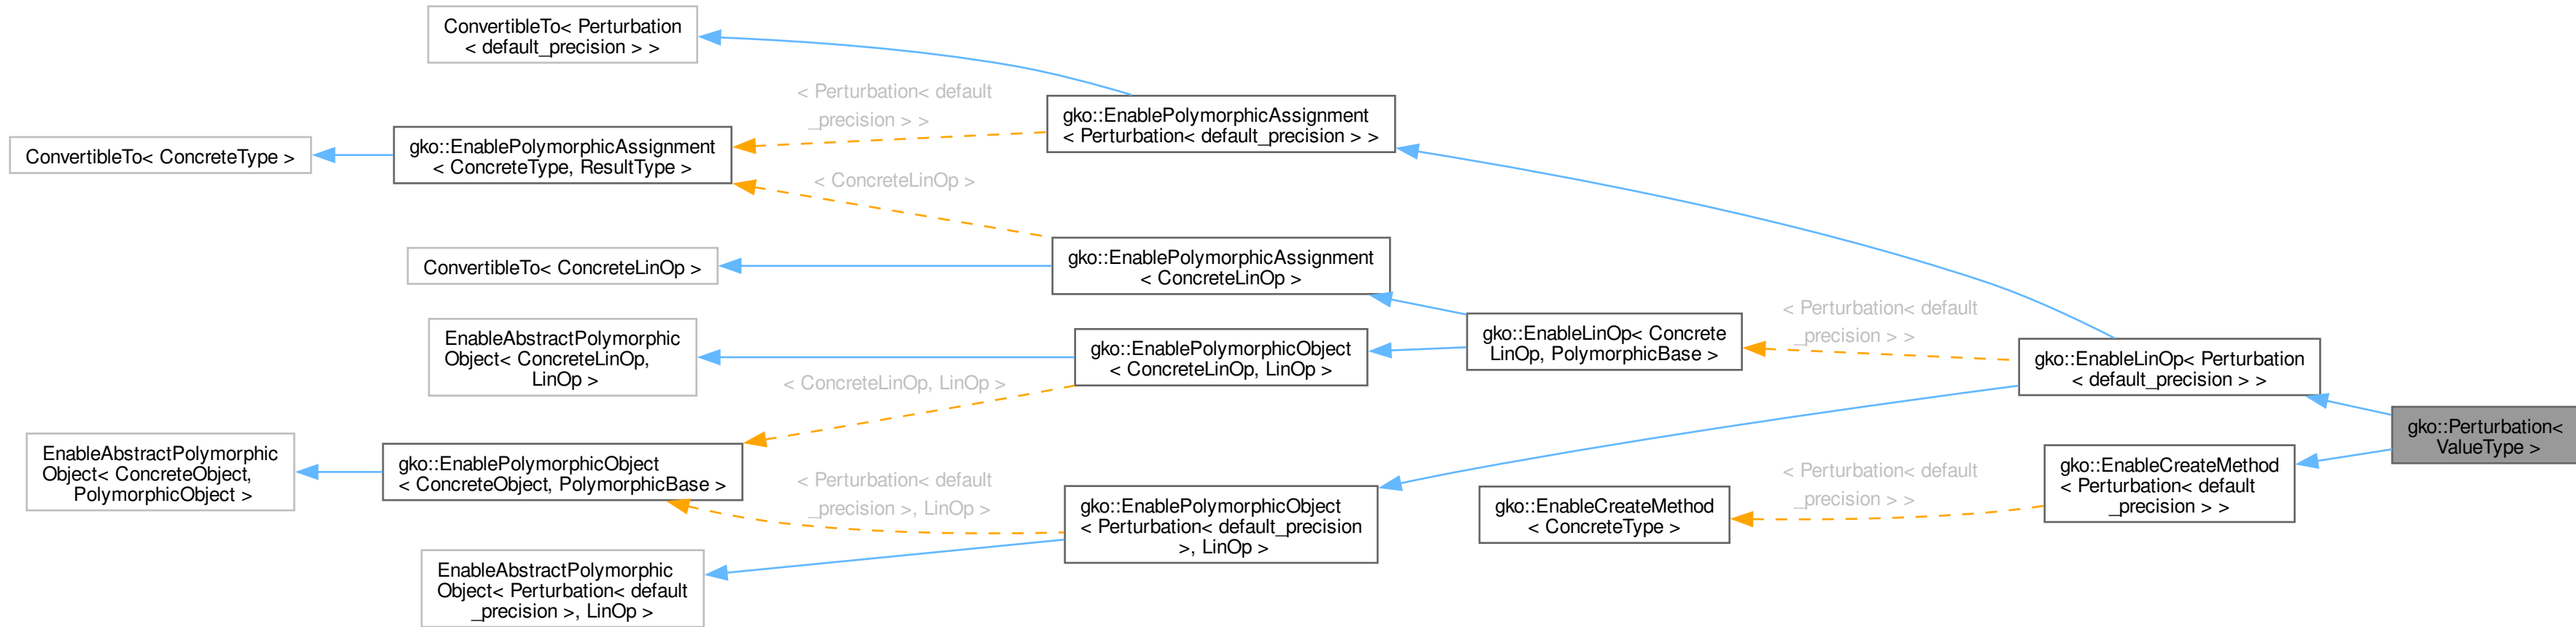 ConvertibleTo< Perturbation
< default_precision > >
< Perturbation< default
_precision > >
gko::EnablePolymorphicAssignment
< Perturbation< default_precision > >
ConvertibleTo< ConcreteType >
gko::EnablePolymorphicAssignment
< ConcreteType, ResultType >
< ConcreteLinOp >
ConvertibleTo< ConcreteLinOp >
gko::EnablePolymorphicAssignment
< ConcreteLinOp >
EnableAbstractPolymorphic
Object< ConcreteLinOp,
LinOp >
gko::EnablePolymorphicObject
< ConcreteLinOp, LinOp >
gko::EnableLinOp< Concrete
LinOp, PolymorphicBase >
< Perturbation< default
_precision > >
gko::EnableLinOp< Perturbation
< default_precision > >
< ConcreteLinOp, LinOp >
EnableAbstractPolymorphic
Object< ConcreteObject,
PolymorphicObject >
gko::EnablePolymorphicObject
< ConcreteObject, PolymorphicBase >
< Perturbation< default
_precision >, LinOp >
gko::EnablePolymorphicObject
< Perturbation< default_precision
>, LinOp >
gko::EnableCreateMethod
< ConcreteType >
< Perturbation< default
_precision > >
gko::EnableCreateMethod
< Perturbation< default
_precision > >
gko::Perturbation<
ValueType >
EnableAbstractPolymorphic
Object< Perturbation< default
_precision >, LinOp >